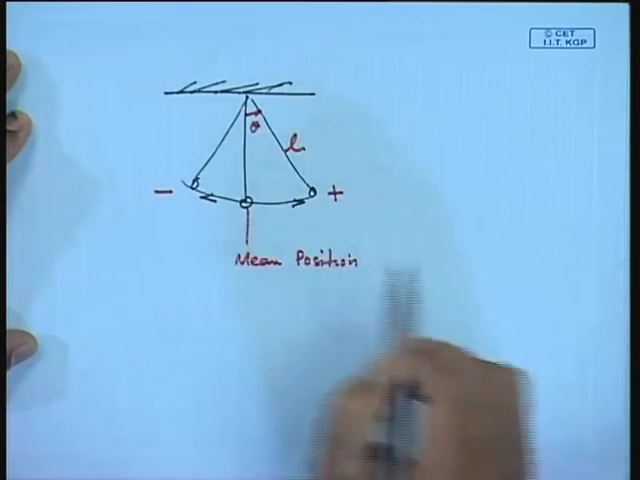 © CET
I.I.T. KGP
θ
l
- +
Mean Position